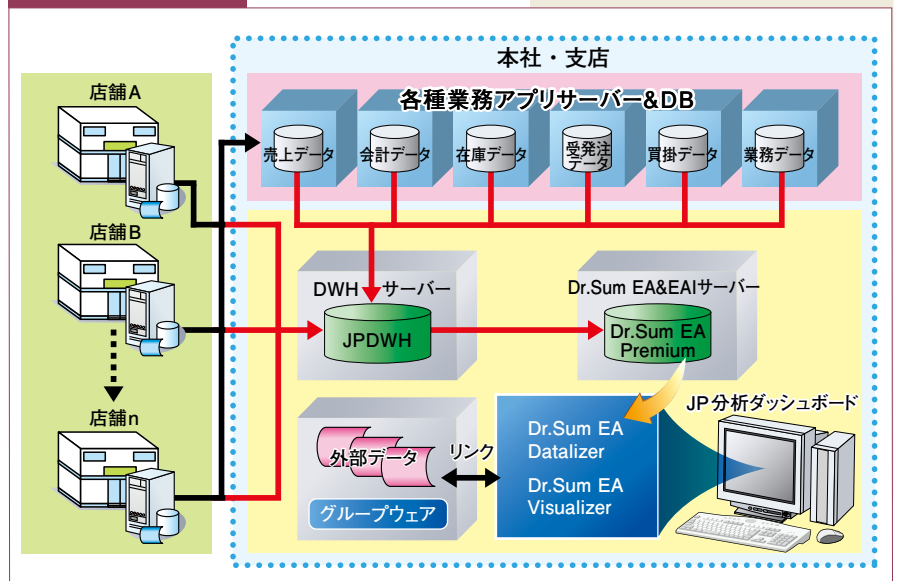 本社・支店
店舗A
各種業務アプリサーバー&DB
売上データ
会計データ
在庫データ
受発注
データ
買掛データ
業務データ
店舗B
DWH サーバー
JPDWH
Dr.Sum EA&EAIサーバー
Dr.Sum EA
Premium
店舗n
JP分析ダッシュボード
外部データ
リンク
グループウェア
Dr.Sum EA
Datalizer
Dr.Sum EA
Visualizer